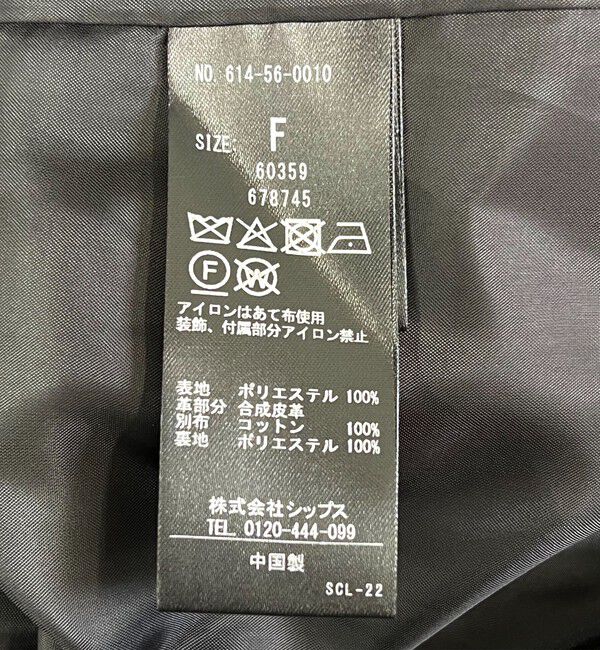 NO. 614-56-0010
SIZE: F
60359
678745
F W
アイロンはあて布使用
装飾、付属部分アイロン禁止
表地 ポリエステル 100%
革部分 合成皮革
別布 コットン 100%
裏地 ポリエステル 100%
株式会社シップス
TEL 0120-444-099
中国製
SCL-22